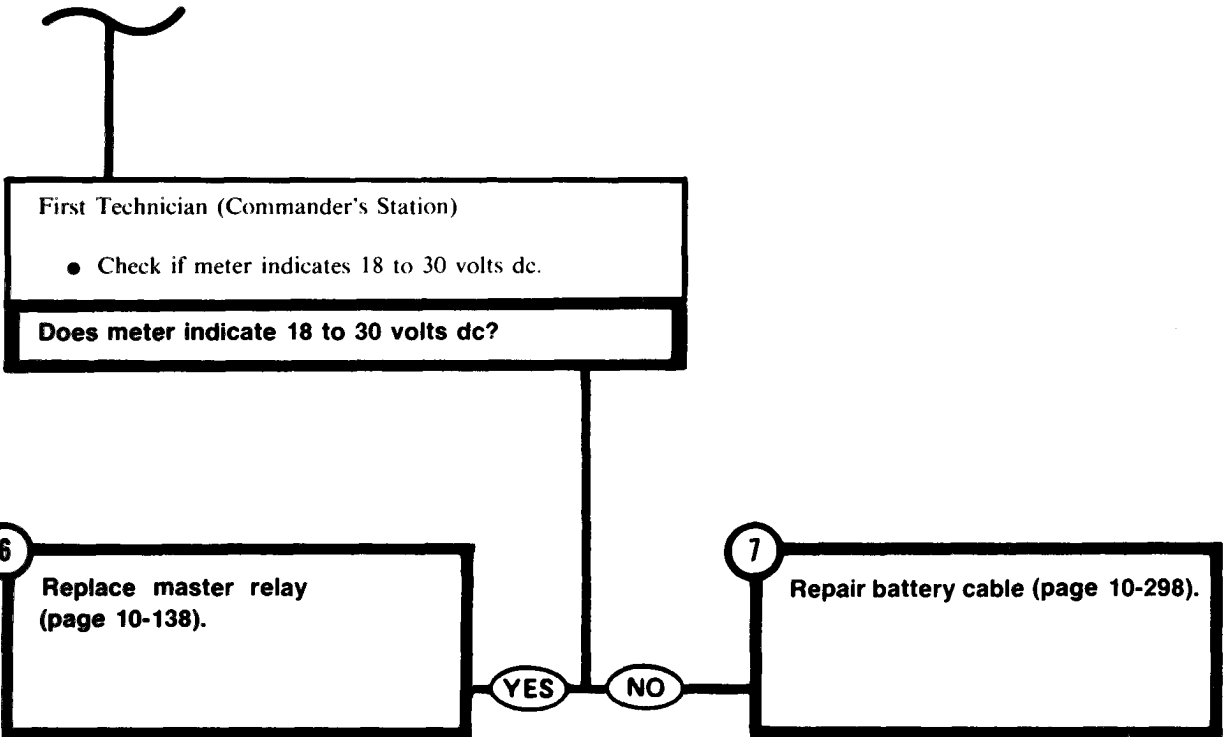 First Technician (Commander's Station)
● Check if meter indicates 18 to 30 volts dc.
Does meter indicate 18 to 30 volts dc?
6
Replace master relay
(page 10-138).
7
Repair battery cable (page 10-298).
YES
NO